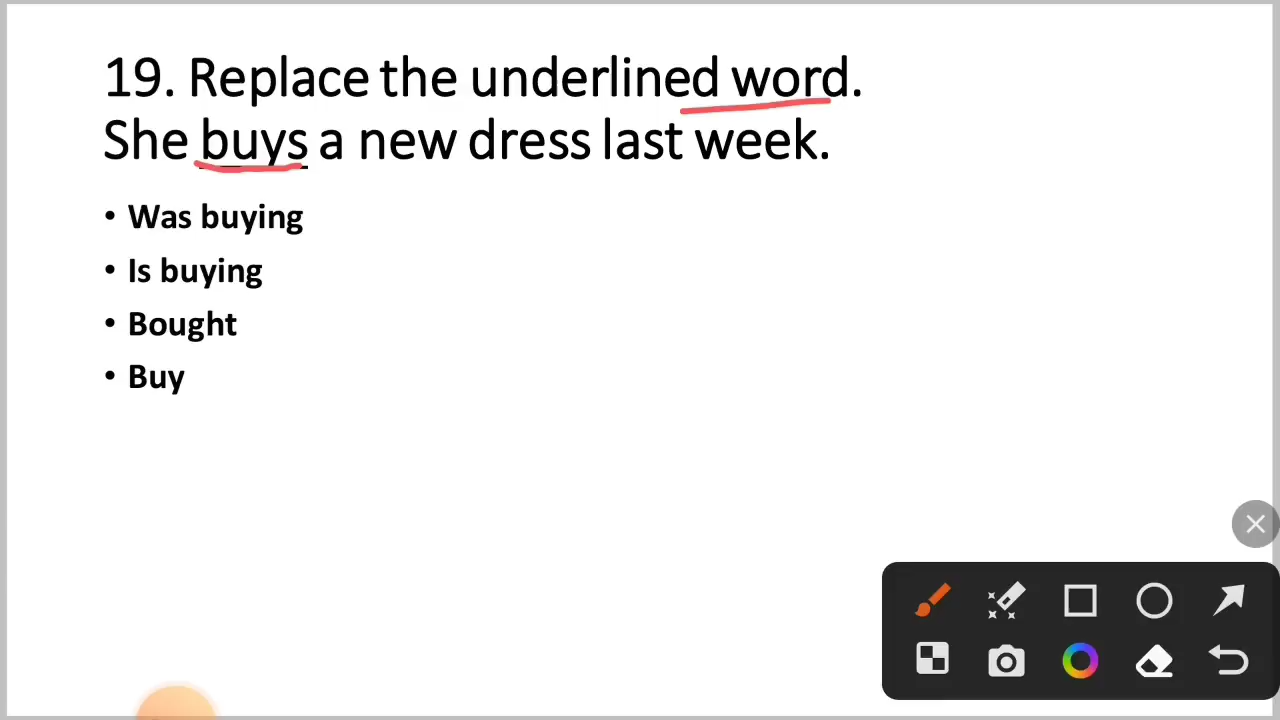 19. Replace the underlined word.
She buys a new dress last week.
• Was buying
• Is buying
• Bought
• Buy